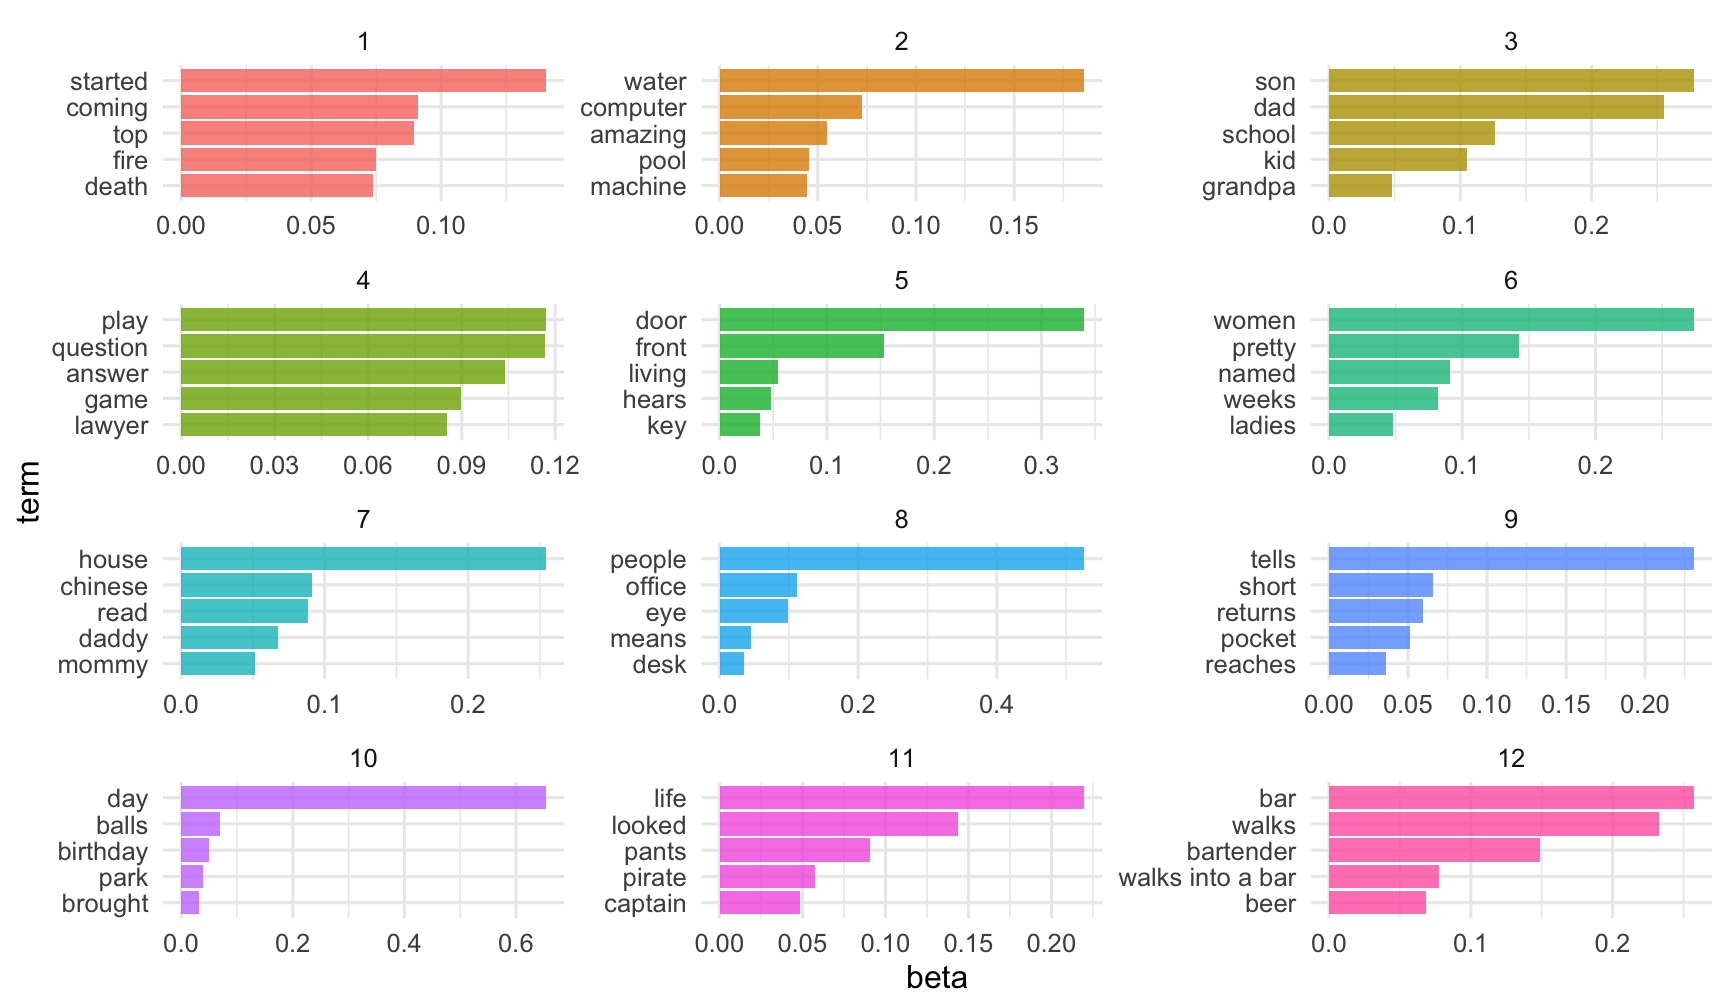 1
started
coming
top
fire
death
0.00 0.05 0.10
2
water
computer
amazing
pool
machine
0.00 0.05 0.10 0.15
3
son
dad
school
kid
grandpa
0.0 0.1 0.2
4
play
question
answer
game
lawyer
0.00 0.03 0.06 0.09 0.12
5
door
front
living
hears
key
0.0 0.1 0.2 0.3
6
women
pretty
named
weeks
ladies
0.0 0.1 0.2
7
house
chinese
read
daddy
mommy
0.0 0.1 0.2
8
people
office
eye
means
desk
0.0 0.2 0.4
9
tells
short
returns
pocket
reaches
0.00 0.05 0.10 0.15 0.20
10
day
balls
birthday
park
brought
0.0 0.2 0.4 0.6
11
life
looked
pants
pirate
captain
0.00 0.05 0.10 0.15 0.20
12
bar
walks
bartender
walks into a bar
beer
0.0 0.1 0.2
term
beta